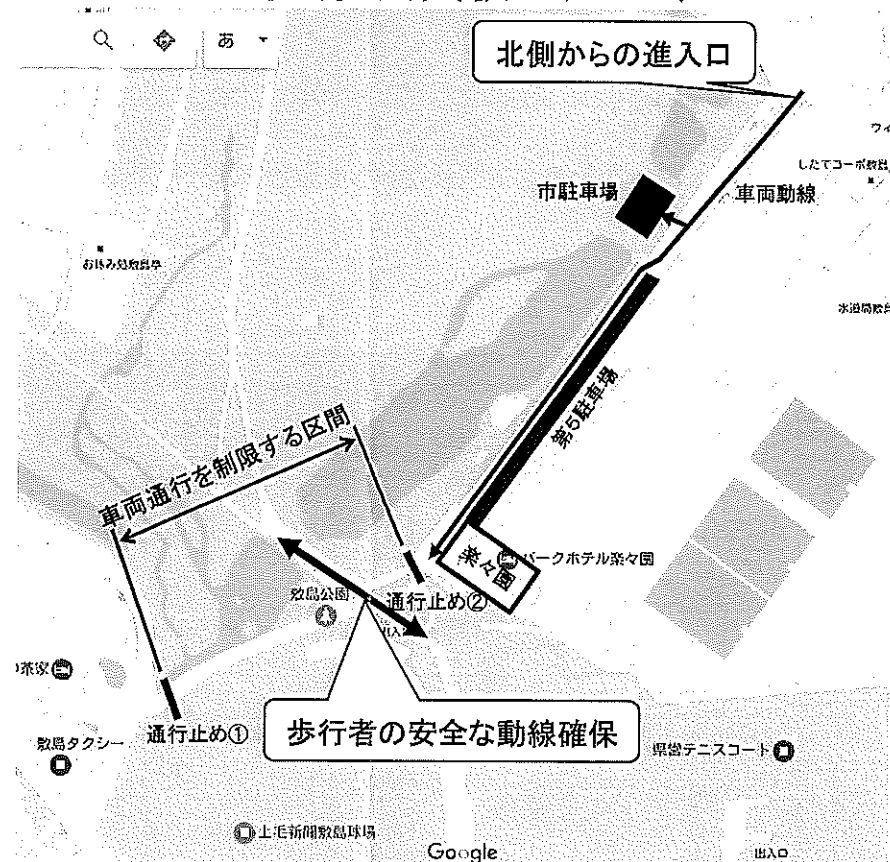 あ
北側からの進入口
したてコーポ敷島
市駐車場
車両動線
お休み処敷島亭
水道局敷島
第5駐車場
車両通行を制限する区間
楽々園
パークホテル楽々園
敷島公園
通行止め②
通行止め①
歩行者の安全な動線確保
敷島タクシー
県営テニスコート
上毛新聞敷島球場
Google
出入口